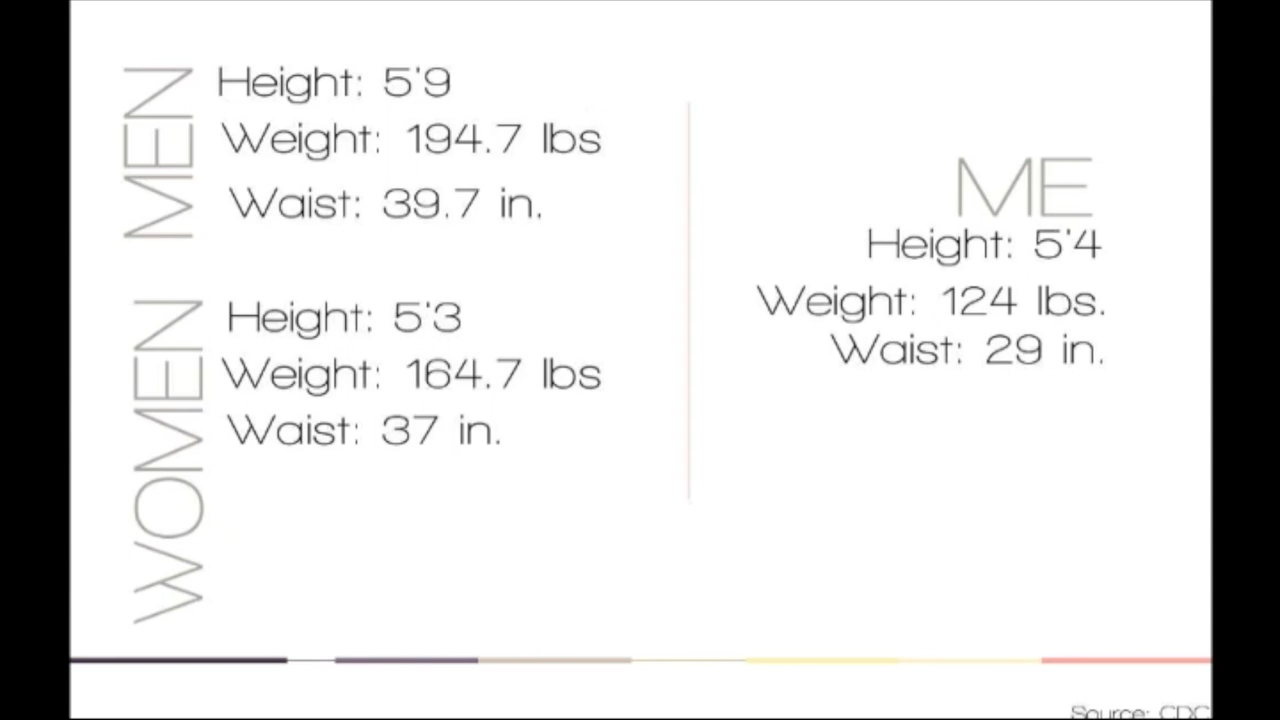 MEN
Height: 5'9
Weight: 194.7 lbs
Waist: 39.7 in.
WOMEN
Height: 5'3
Weight: 164.7 lbs
Waist: 37 in.
ME
Height: 5'4
Weight: 124 lbs.
Waist: 29 in.
Source: CDC